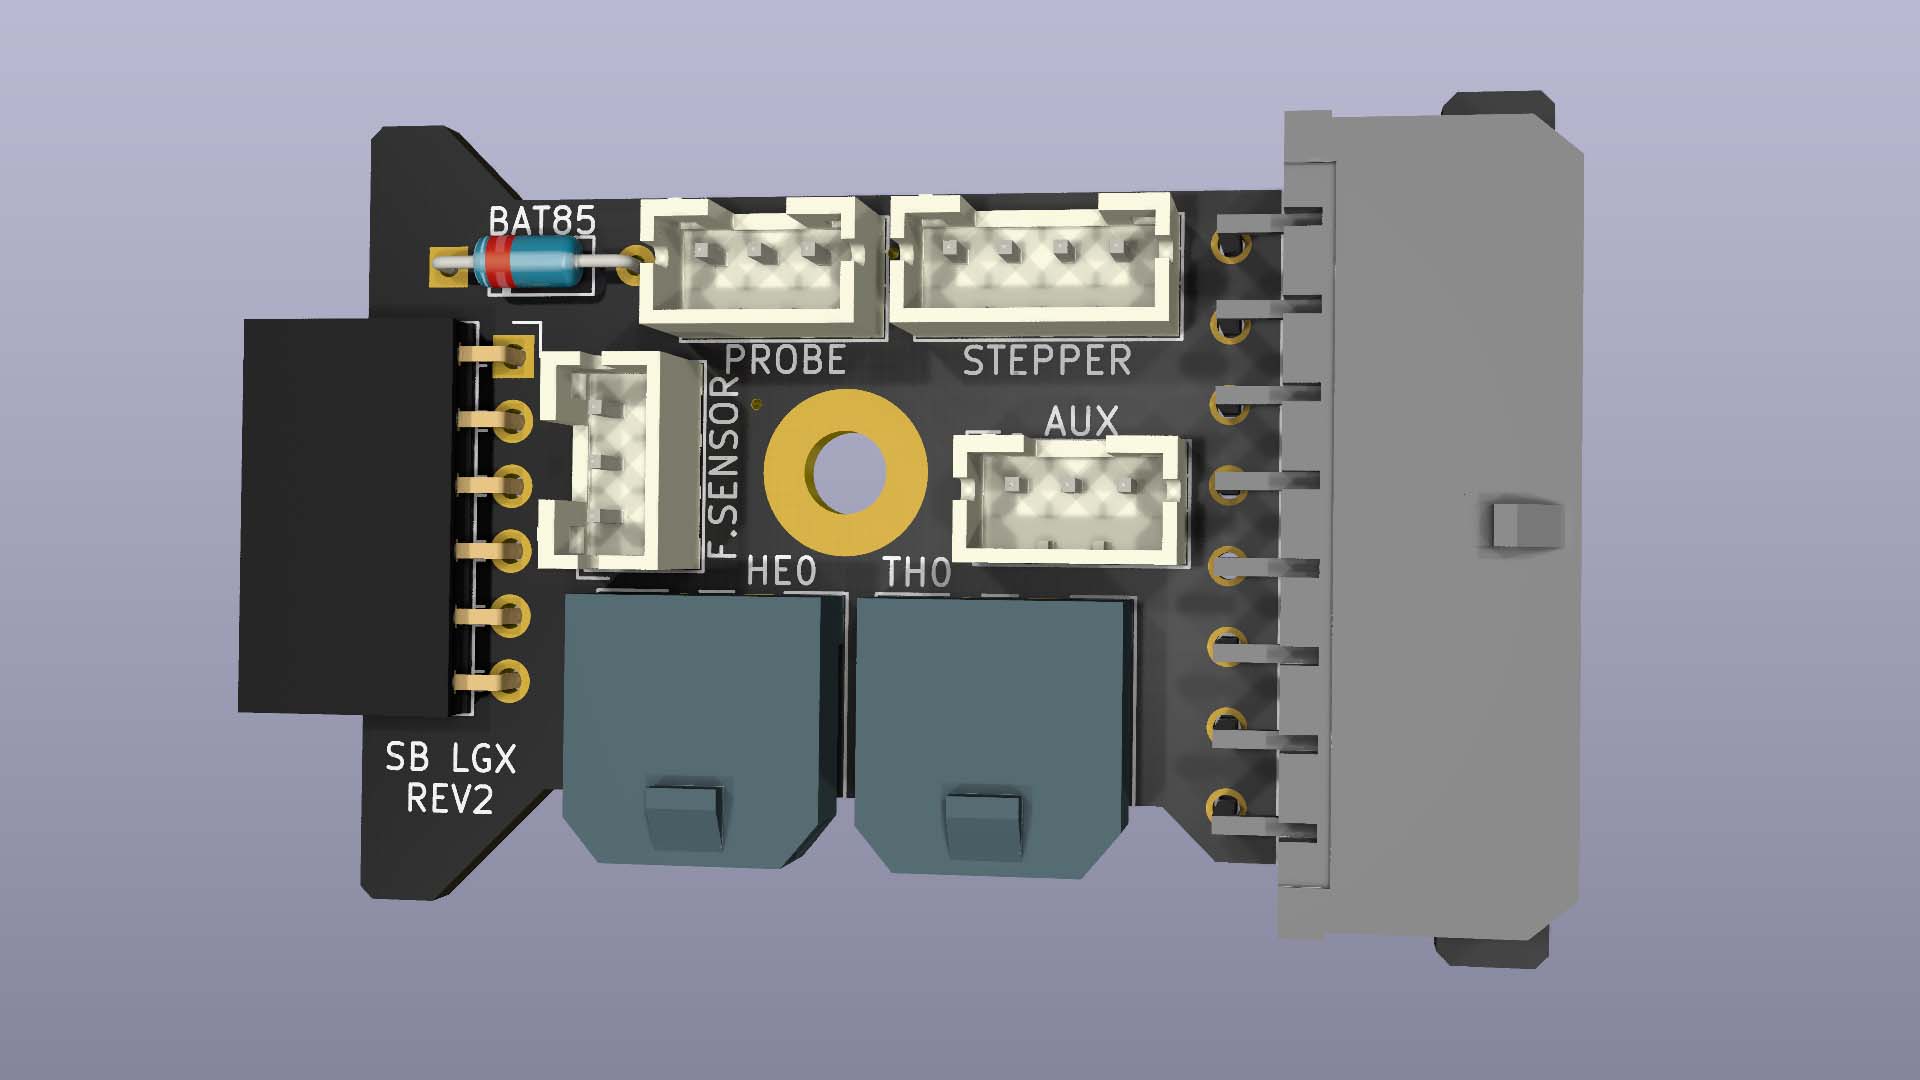 BAT85
PROBE
STEPPER
F.SENSOR
AUX
HE0
TH0
SB LGX
REV2